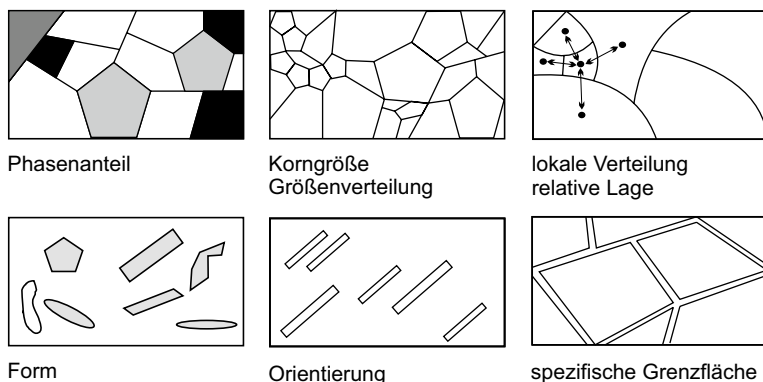 Phasenanteil
Korngröße
Größenverteilung
lokale Verteilung
relative Lage
Form
Orientierung
spezifische Grenzfläche